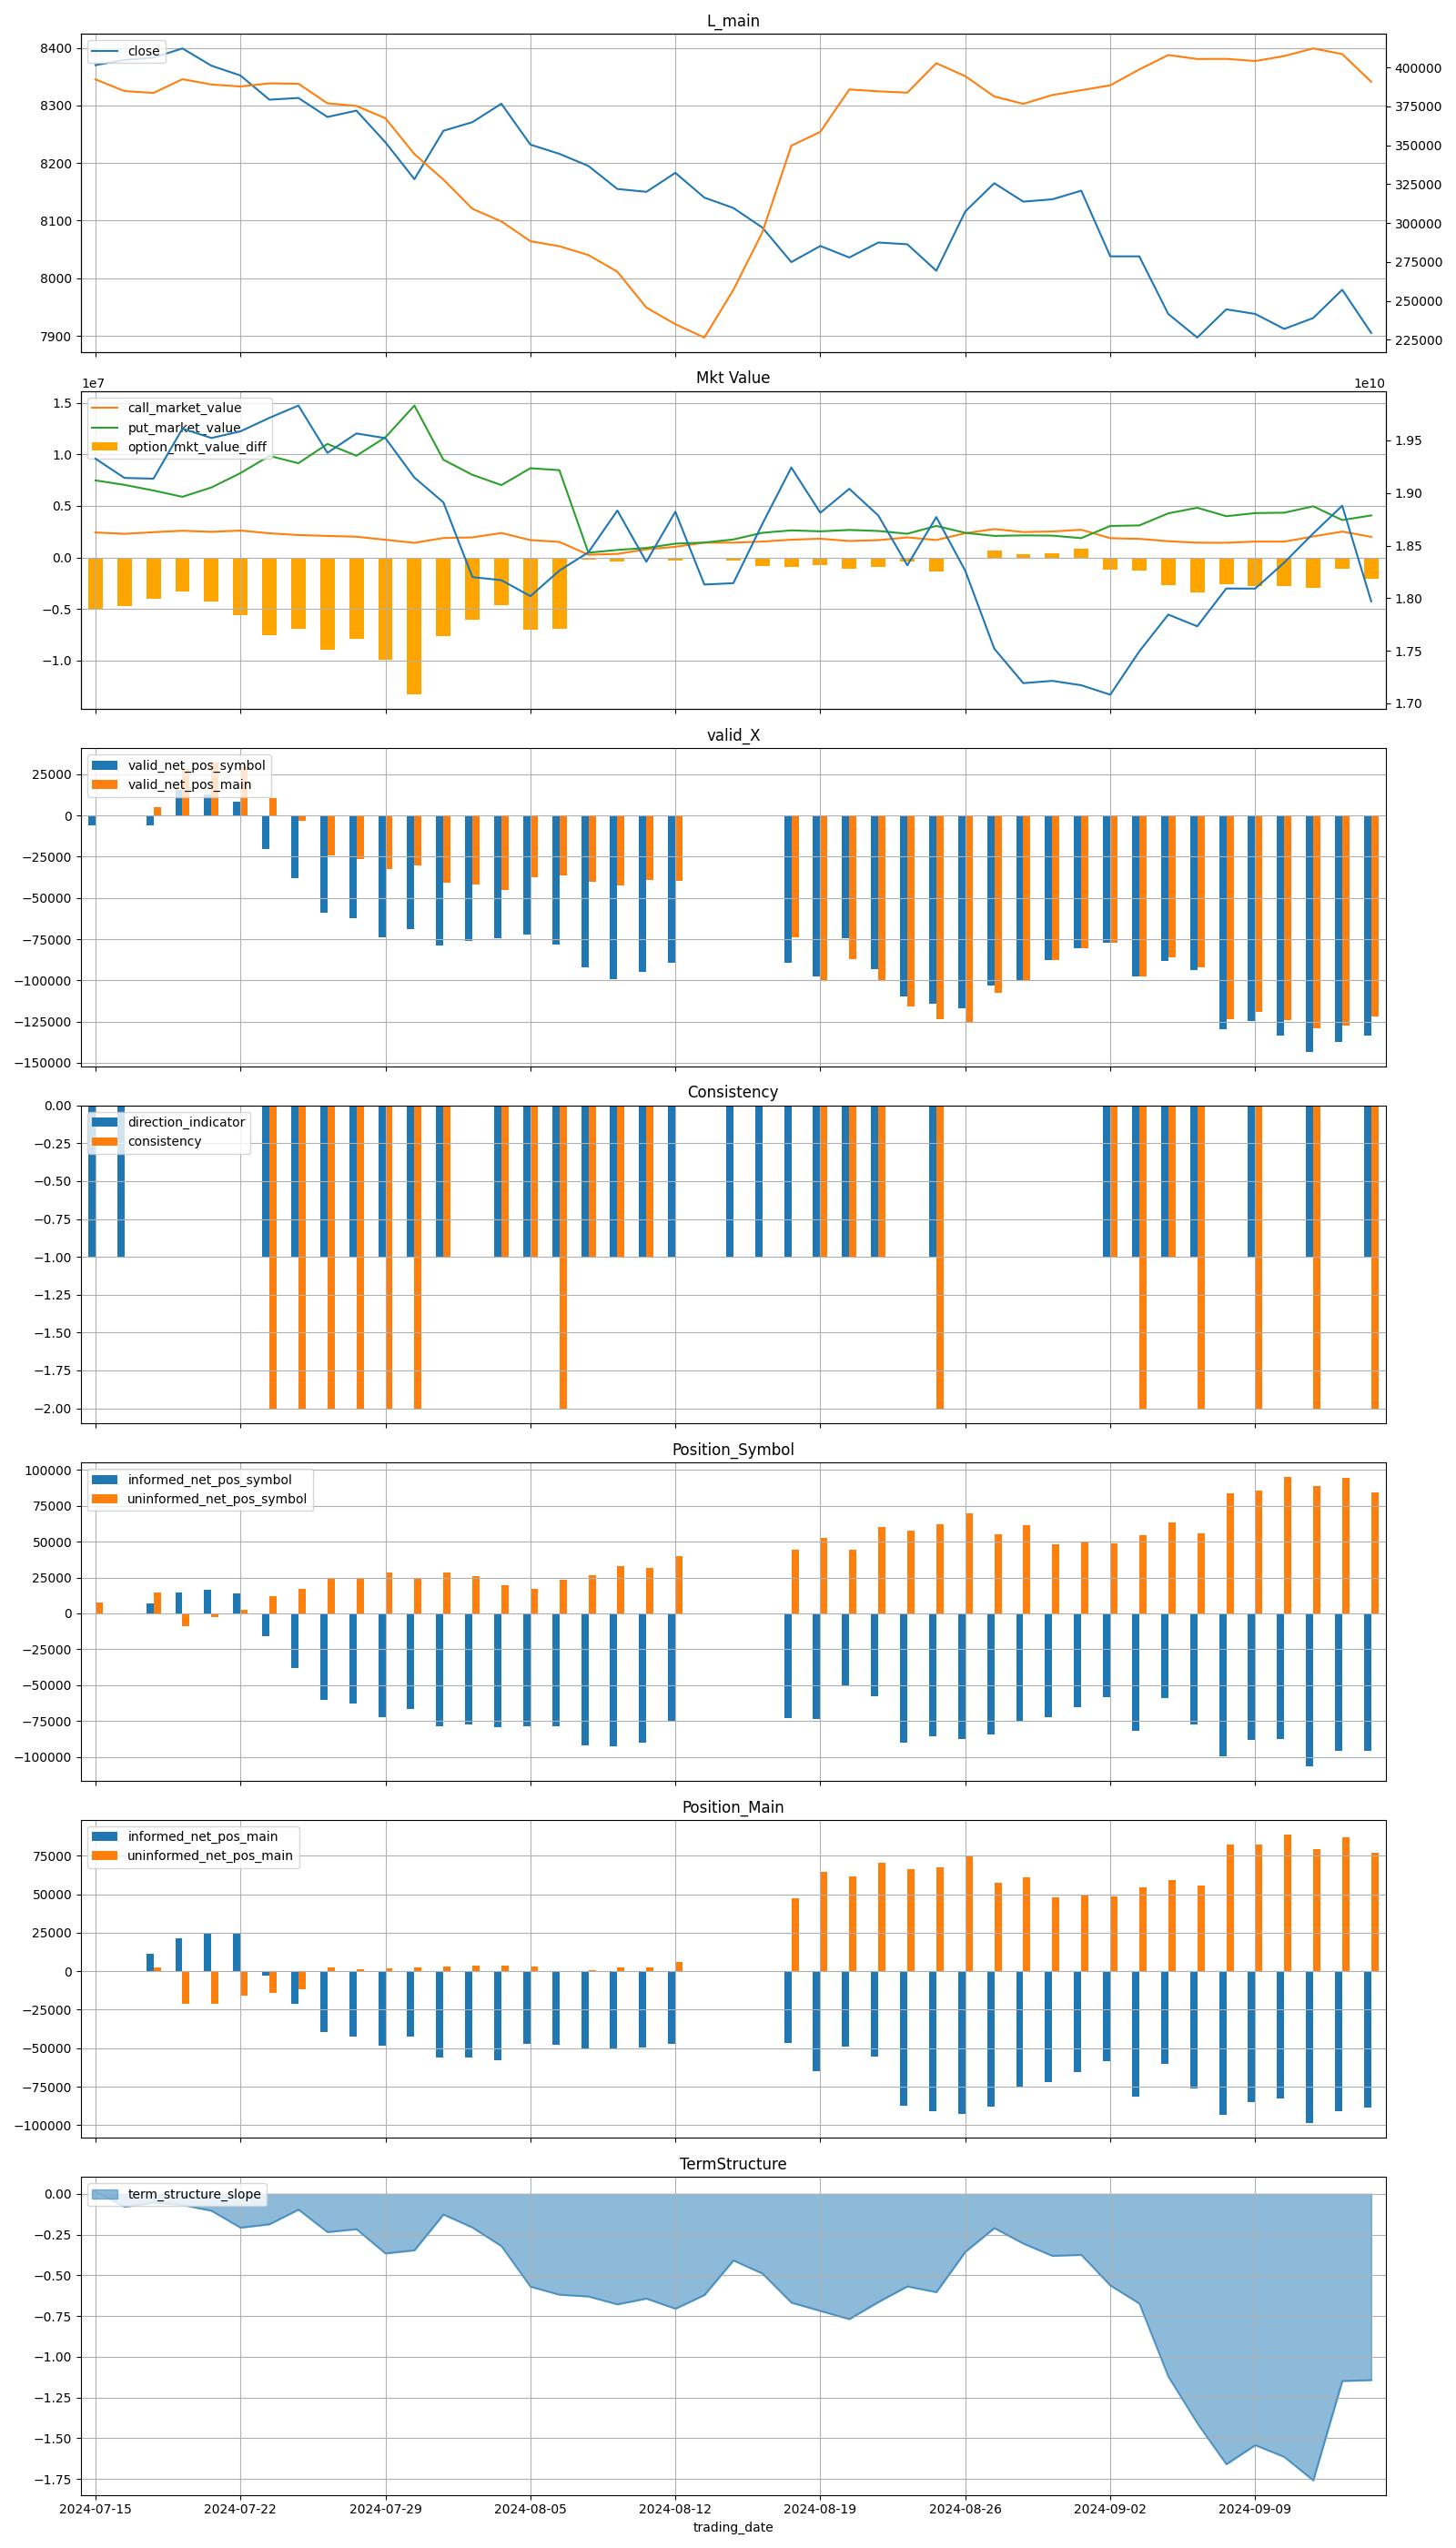 L_main
close
8400
8300
8200
8100
8000
7900
400000
375000
350000
325000
300000
275000
250000
225000
Mkt Value
1e7
1e10
call_market_value
put_market_value
option_mkt_value_diff
1.5
1.0
0.5
0.0
−0.5
−1.0
1.95
1.90
1.85
1.80
1.75
1.70
valid_X
valid_net_pos_symbol
valid_net_pos_main
25000
0
−25000
−50000
−75000
−100000
−125000
−150000
Consistency
direction_indicator
consistency
0.00
−0.25
−0.50
−0.75
−1.00
−1.25
−1.50
−1.75
−2.00
Position_Symbol
informed_net_pos_symbol
uninformed_net_pos_symbol
100000
75000
50000
25000
0
−25000
−50000
−75000
−100000
Position_Main
informed_net_pos_main
uninformed_net_pos_main
75000
50000
25000
0
−25000
−50000
−75000
−100000
TermStructure
term_structure_slope
0.00
−0.25
−0.50
−0.75
−1.00
−1.25
−1.50
−1.75
2024-07-15 2024-07-22 2024-07-29 2024-08-05 2024-08-12 2024-08-19 2024-08-26 2024-09-02 2024-09-09
trading_date